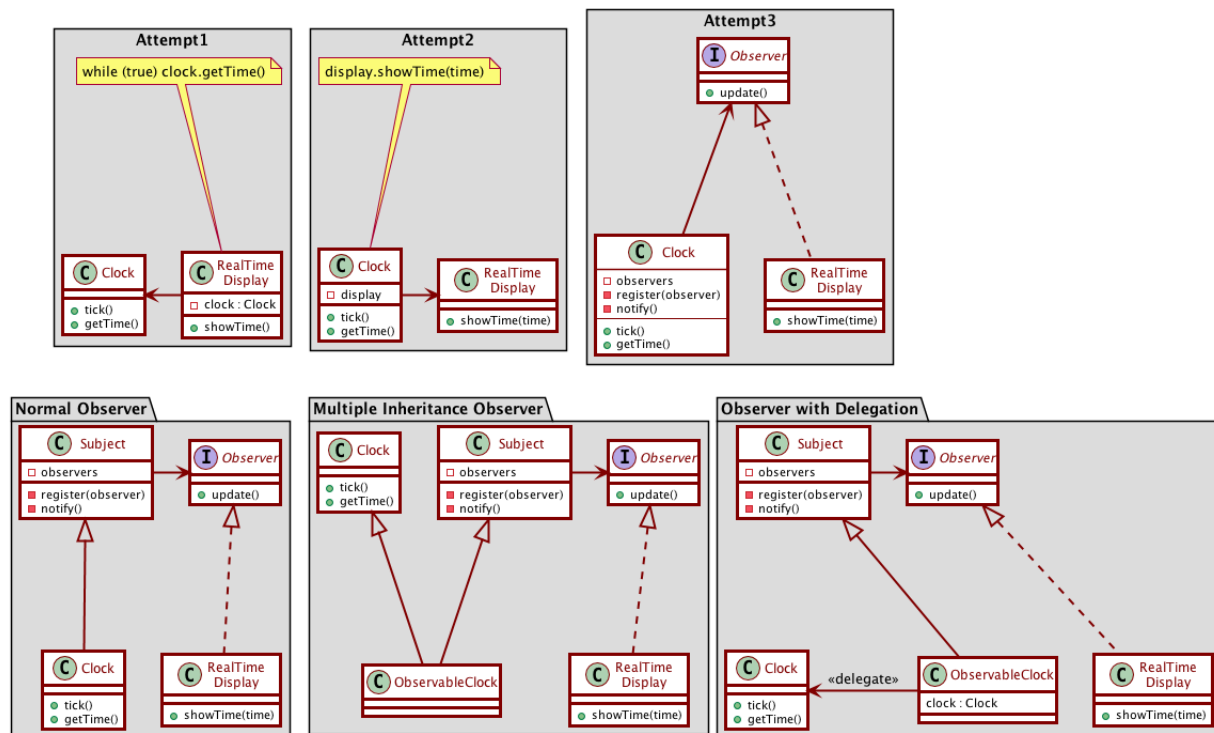 Attempt1
while (true) clock.getTime()
C Clock
tick()
getTime()
C RealTime
Display
clock : Clock
showTime()
Attempt2
display.showTime(time)
C Clock
display
tick()
getTime()
C RealTime
Display
showTime(time)
Attempt3
I Observer
update()
C Clock
observers
register(observer)
notify()
tick()
getTime()
C RealTime
Display
showTime(time)
Normal Observer
C Subject
observers
register(observer)
notify()
I Observer
update()
C Clock
tick()
getTime()
C RealTime
Display
showTime(time)
Multiple Inheritance Observer
C Clock
tick()
getTime()
C Subject
observers
register(observer)
notify()
I Observer
update()
C ObservableClock
C RealTime
Display
showTime(time)
Observer with Delegation
C Subject
observers
register(observer)
notify()
I Observer
update()
C Clock
tick()
getTime()
«delegate»
C ObservableClock
clock : Clock
C RealTime
Display
showTime(time)